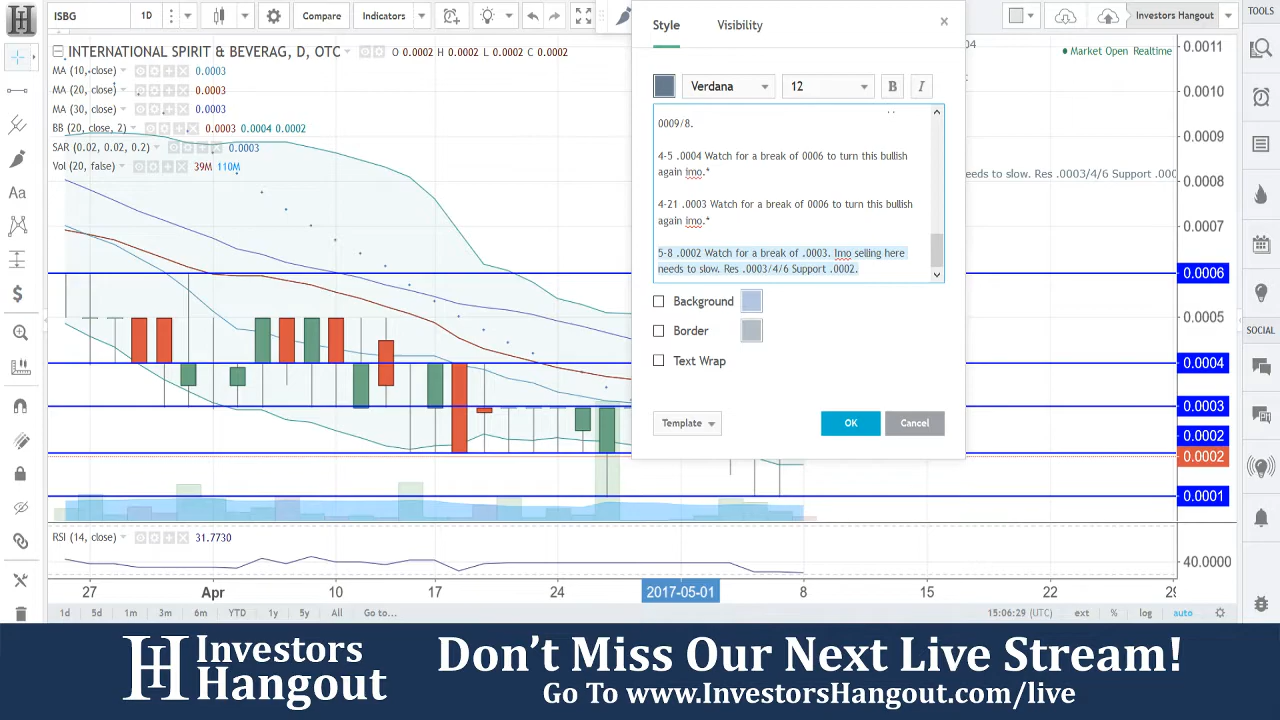 ISBG
1D
Compare
Indicators
Investors Hangout
TOOLS
INTERNATIONAL SPIRIT & BEVERAG, D, OTC
O 0.0002 H 0.0002 L 0.0002 C 0.0002
MA (10, close) 0.0003
MA (20, close) 0.0003
MA (30, close) 0.0003
BB (20, close, 2) 0.0003 0.0004 0.0002
SAR (0.02, 0.02, 0.2) 0.0003
Vol (20, false) 39M 110M
Style
Visibility
Verdana
12
B
I
0009/8.
4-5 .0004 Watch for a break of 0006 to turn this bullish
again imo.*
4-21 .0003 Watch for a break of 0006 to turn this bullish
again imo.*
5-8 .0002 Watch for a break of .0003. Imo selling here
needs to slow. Res .0003/4/6 Support .0002.
Background
Border
Text Wrap
Template
OK
Cancel
04
Market Open Realtime
eeds to slow. Res .0003/4/6 Support .000
0.0011
0.0010
0.0009
0.0008
0.0007
0.0006
0.0005
0.0004
0.0003
0.0002
0.0002
0.0001
SOCIAL
RSI (14, close) 31.7730
40.0000
27
Apr
10
17
24
2017-05-01
8
15
22
29
1d
5d
1m
3m
6m
YTD
1y
5y
All
Go to...
15:06:29 (UTC)
ext
%
log
auto
Investors
Hangout
Don't Miss Our Next Live Stream!
Go To www.InvestorsHangout.com/live